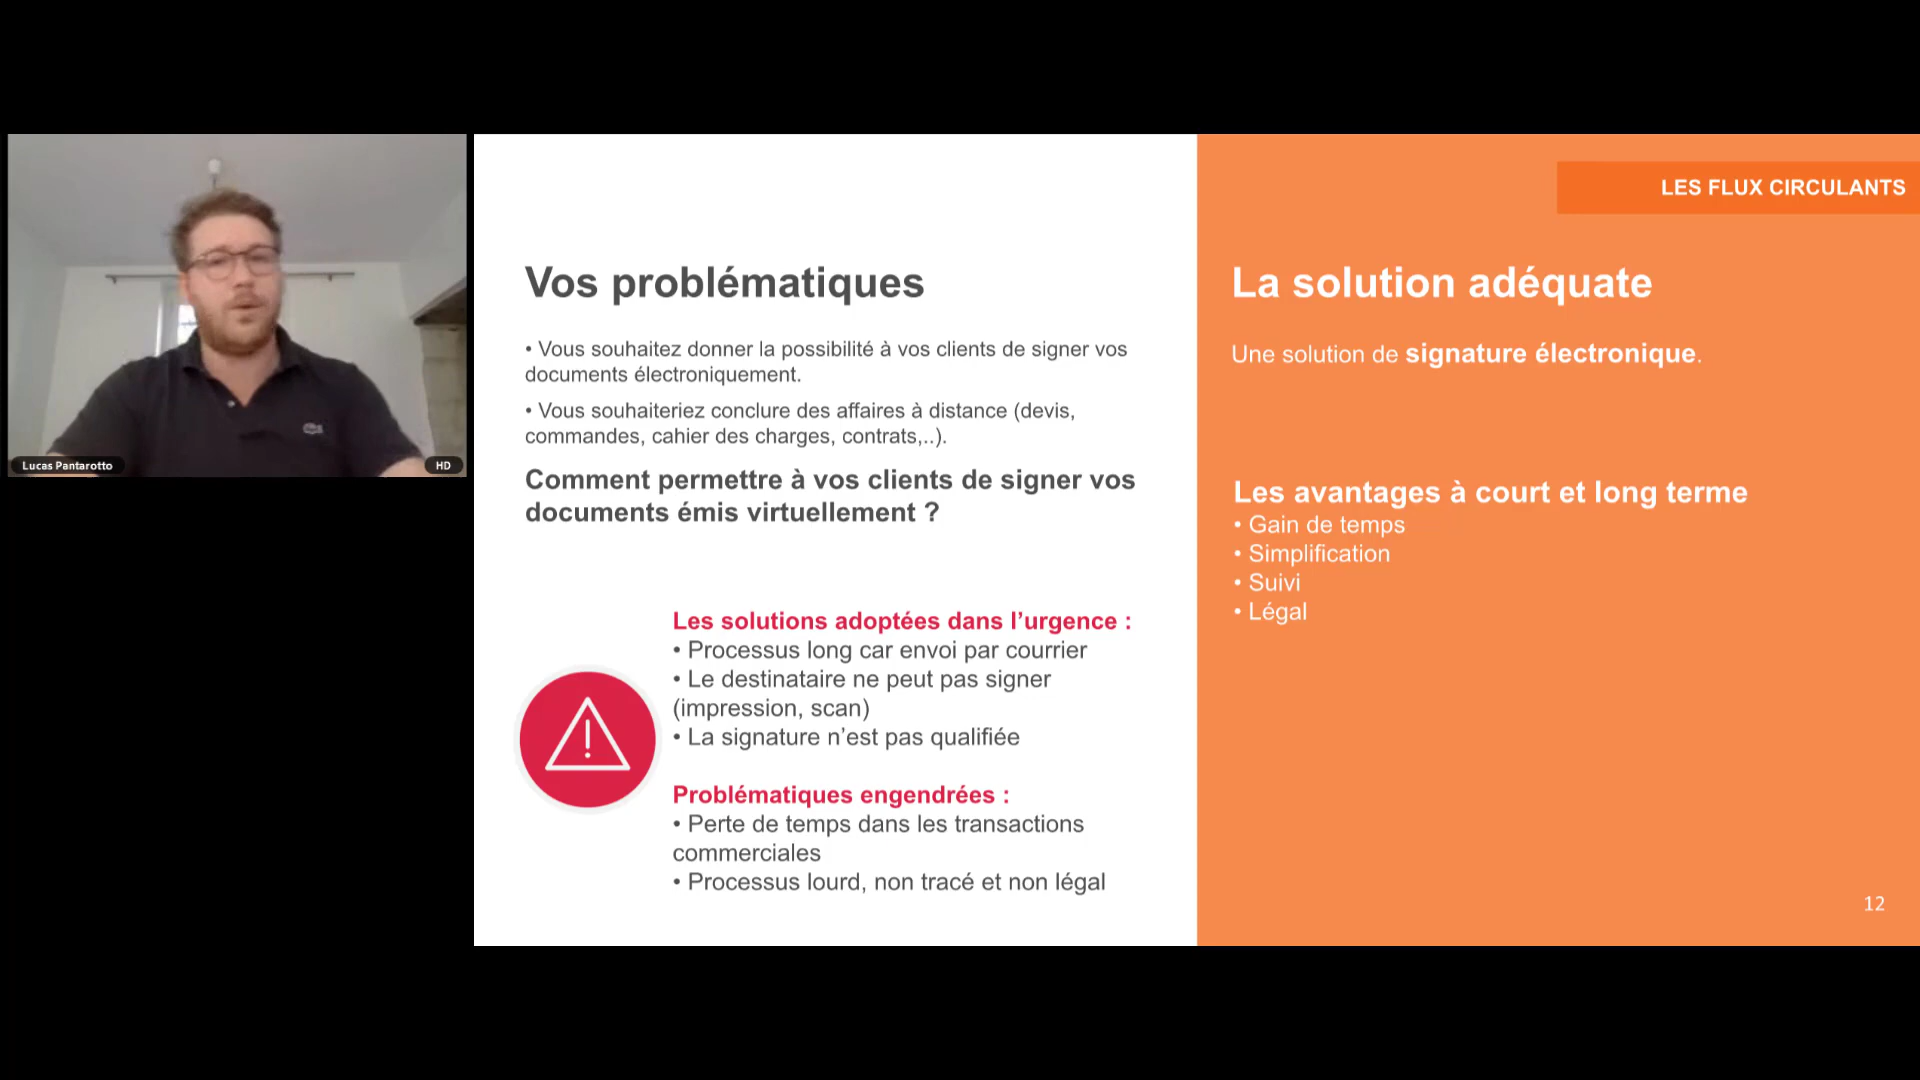 Lucas Pantarotto
HD
LES FLUX CIRCULANTS
Vos problématiques
• Vous souhaitez donner la possibilité à vos clients de signer vos
documents électroniquement.
• Vous souhaiteriez conclure des affaires à distance (devis,
commandes, cahier des charges, contrats,..).
Comment permettre à vos clients de signer vos
documents émis virtuellement ?
Les solutions adoptées dans l’urgence :
• Processus long car envoi par courrier
• Le destinataire ne peut pas signer
(impression, scan)
• La signature n’est pas qualifiée
Problématiques engendrées :
• Perte de temps dans les transactions
commerciales
• Processus lourd, non tracé et non légal
La solution adéquate
Une solution de signature électronique.
Les avantages à court et long terme
• Gain de temps
• Simplification
• Suivi
• Légal
12